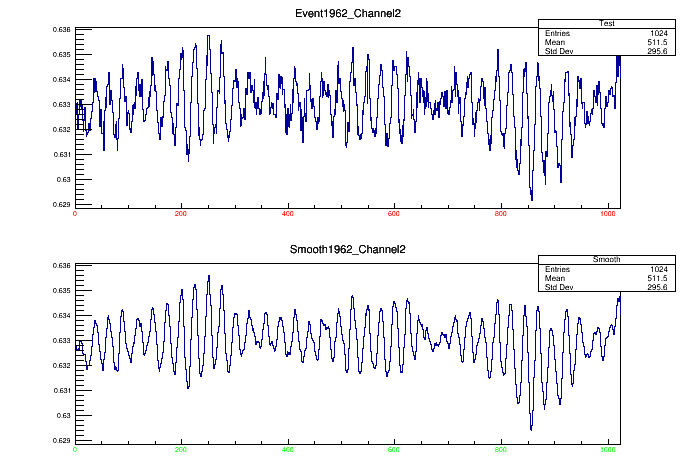 Event1962_Channel2
Test
Entries 1024
Mean 511.5
Std Dev 295.6
0.636
0.635
0.634
0.633
0.632
0.631
0.63
0.629
0 200 400 600 800 1000
Smooth1962_Channel2
Smooth
Entries 1024
Mean 511.5
Std Dev 295.6
0.636
0.635
0.634
0.633
0.632
0.631
0.63
0.629
0 200 400 600 800 1000